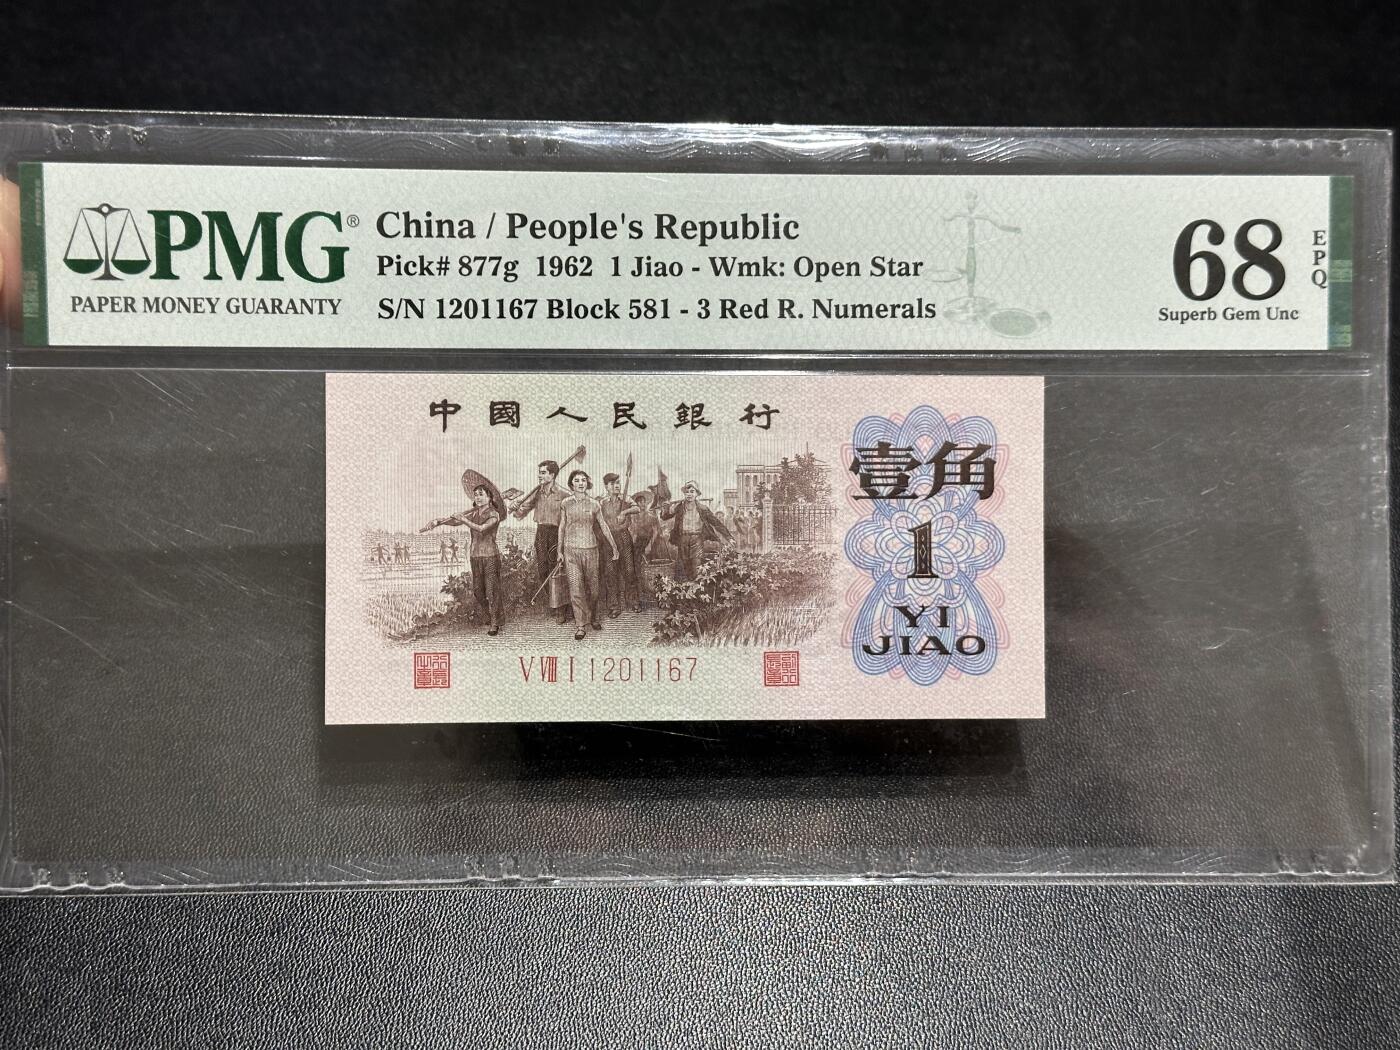 PMG®
PAPER MONEY GUARANTY
China / People's Republic
Pick# 877g 1962 1 Jiao - Wmk: Open Star
S/N 1201167 Block 581 - 3 Red R. Numerals
68
EPQ
Superb Gem Unc
中國人民銀行
壹角
1
YI
JIAO
V VIII I 1201167